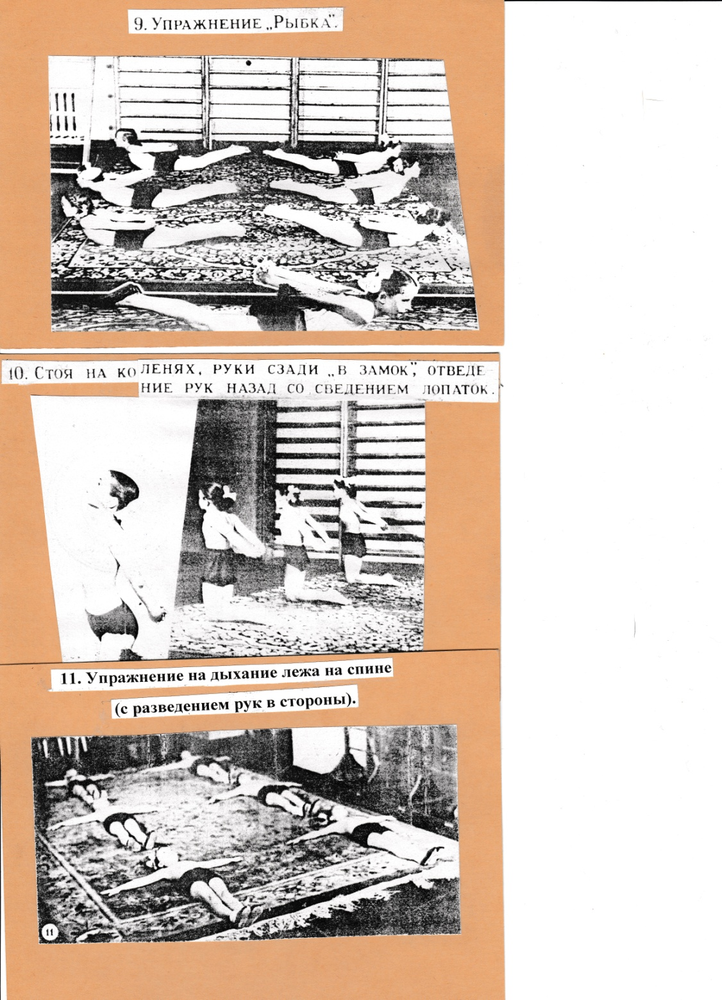 9. Упражнение „Рыбка”.
10. Стоя на коленях, руки сзади „в замок”, отведе-
ние рук назад со сведением лопаток.
11. Упражнение на дыхание лежа на спине
(с разведением рук в стороны).
11